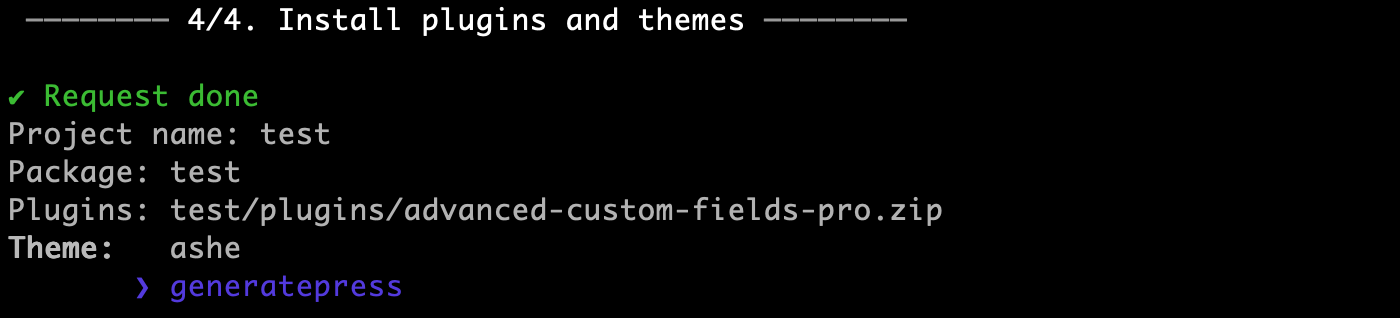 ──────── 4/4. Install plugins and themes ────────
✔ Request done
Project name: test
Package: test
Plugins: test/plugins/advanced-custom-fields-pro.zip
Theme:   ashe
❯ generatepress